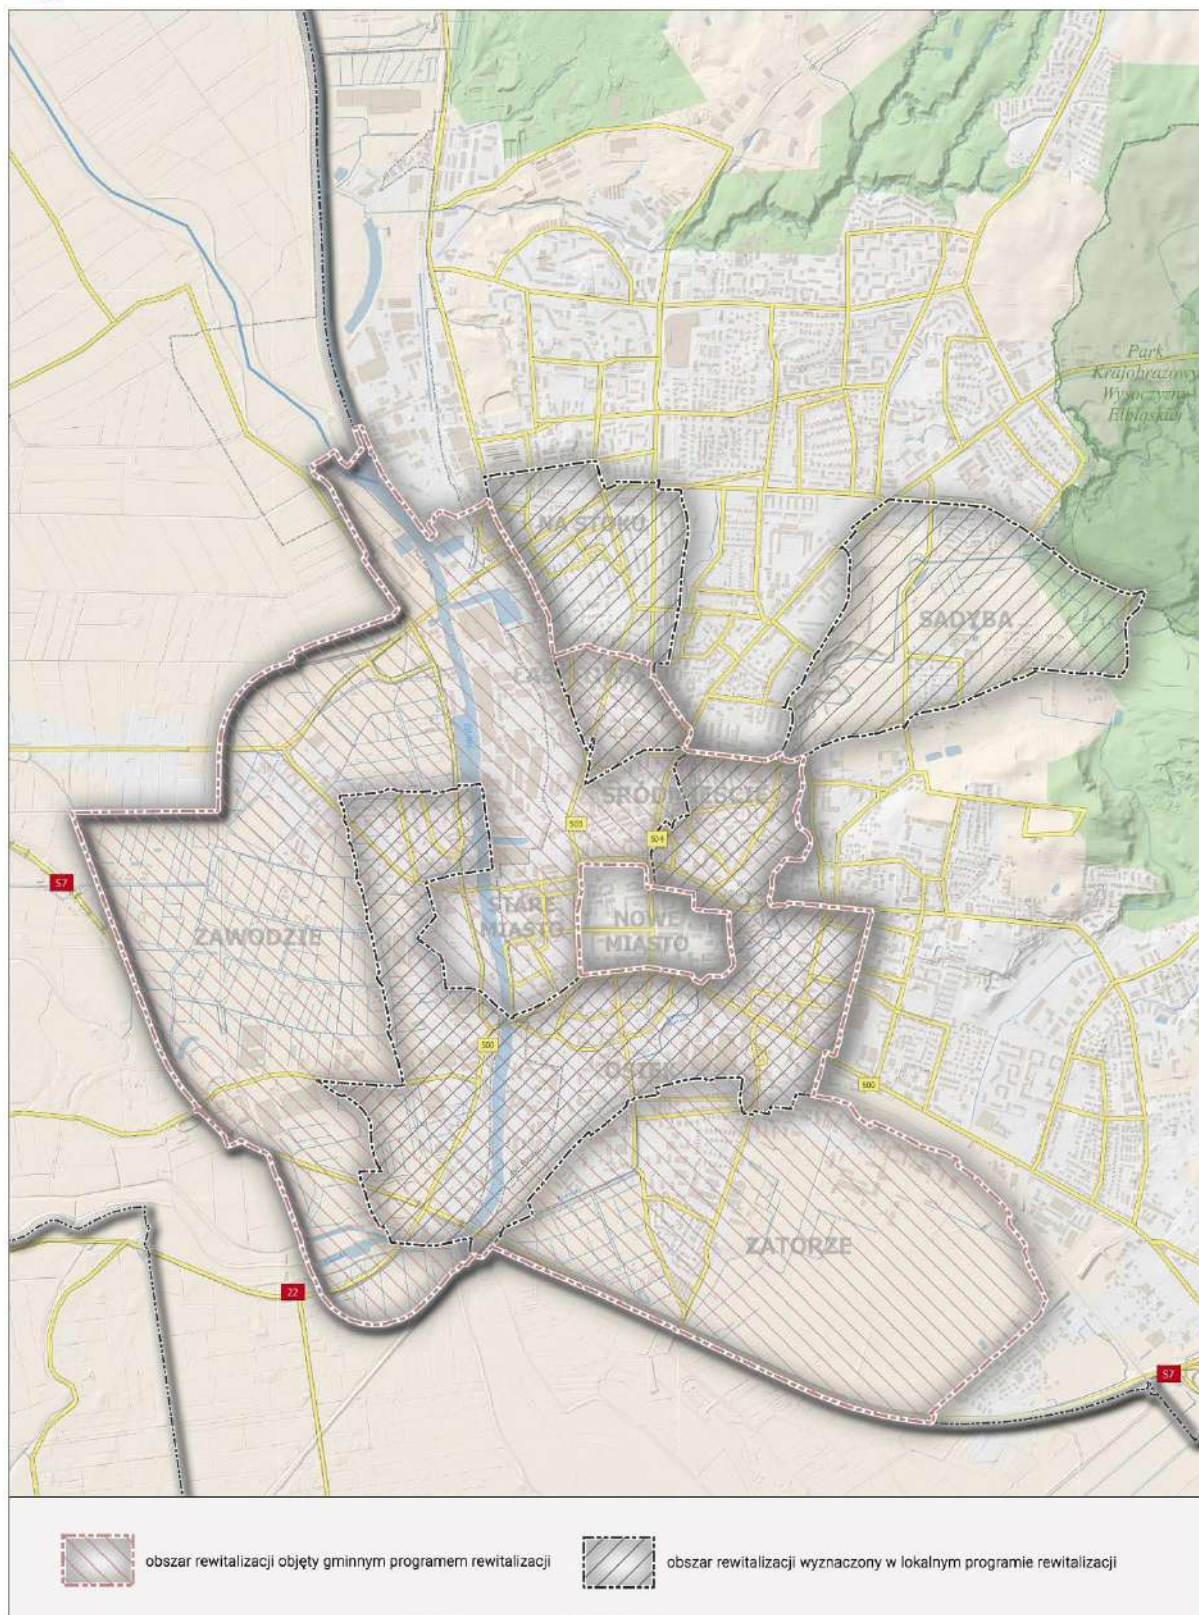 Park
Krajobrazowy
Wysoczyzny
Elbląskiej
NA STOKU
SADYBA
ŚRÓDMIEŚCIE
503
504
S7
STARE
MIASTO
NOWE
MIASTO
ZAWODZIE
500
OSIEK
500
ZATORZE
22
S7
obszar rewitalizacji objęty gminnym programem rewitalizacji
obszar rewitalizacji wyznaczony w lokalnym programie rewitalizacji